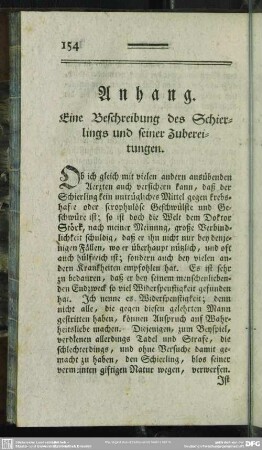 154
Anhang.
Eine Beschreibung des Schier-
lings und seiner Zuberei-
tungen.
Ob ich gleich mit vielen andern ausübenden
Aerzten auch versichern kann, daß der
Schierling kein untrügliches Mittel gegen krebs-
hafte oder scrophulöse Geschwülste und Ge-
schwüre ist; so ist doch die Welt dem Doktor
Störk, nach meiner Meinung, große Verbind-
lichkeit schuldig, daß er ihn nicht nur bey denje-
nigen Fällen, wo er überhaupt nützlich, und oft
auch hülfreich ist; sondern auch bey vielen an-
dern Krankheiten empfohlen hat. Es ist sehr
zu bedauren, daß er bey seinem menschenlieben-
den Endzweck so viel Widerspenstigkeit gefunden
hat. Ich nenne es Widerspenstigkeit; denn
nicht alle, die gegen diesen gelehrten Mann
gestritten haben, können Anspruch auf Wahr-
heitsliebe machen. Diejenigen, zum Beyspiel,
verdienen allerdings Tadel und Strafe, die
schlechterdings, und ohne Versuche damit ge-
macht zu haben, den Schierling, blos seiner
vermeinten giftigen Natur wegen, verwerfen.
Ist